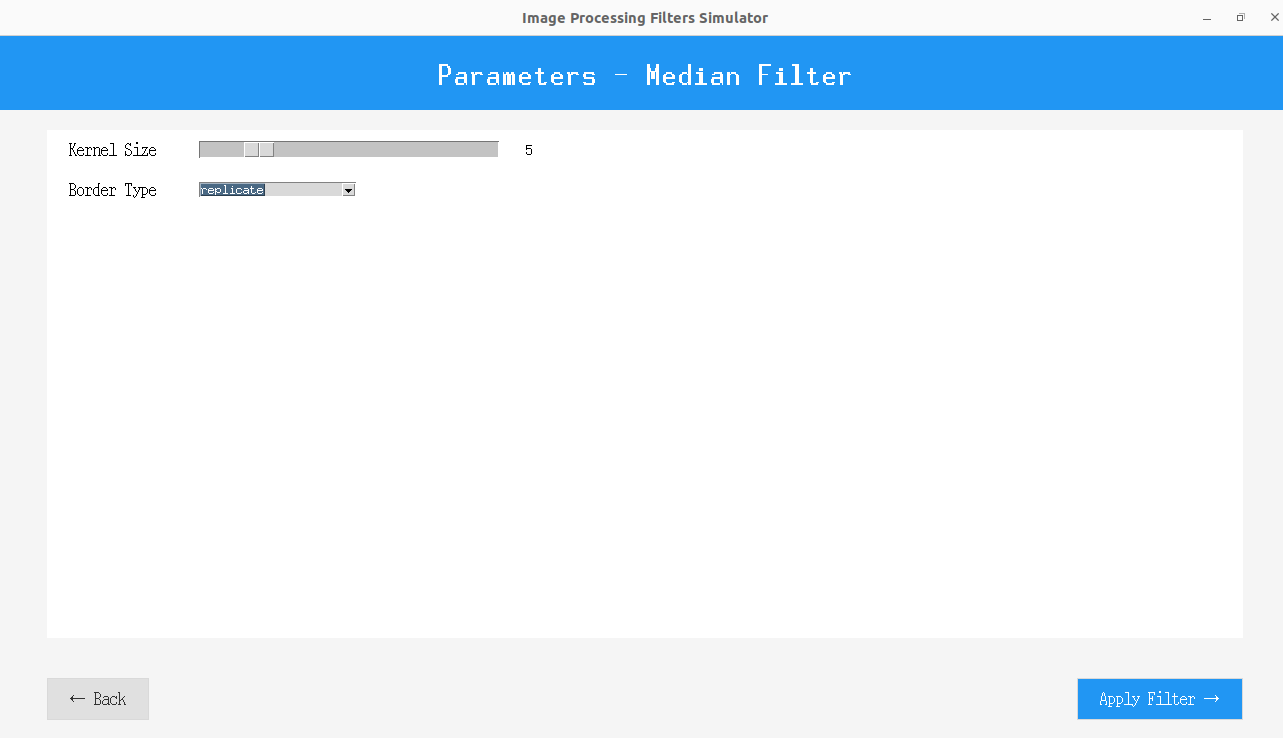 Image Processing Filters Simulator
Parameters - Median Filter
Kernel Size 5
Border Type replicate
← Back
Apply Filter →